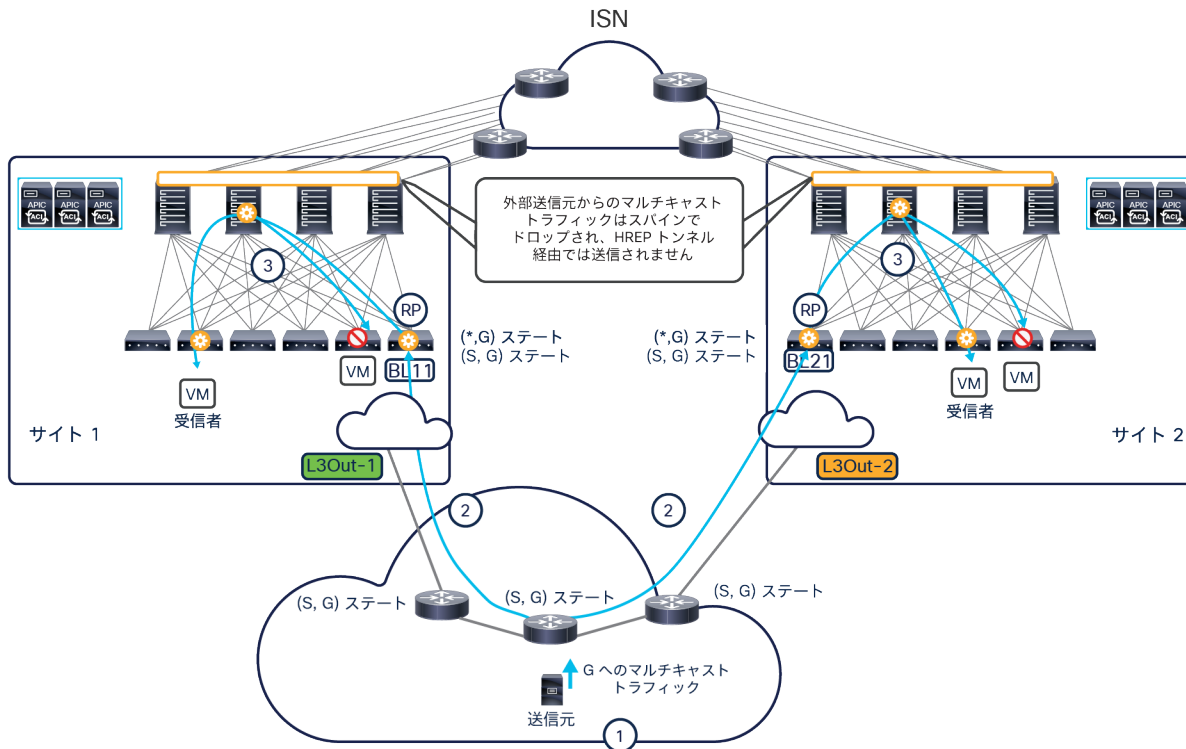 ISN
外部送信元からのマルチキャスト
トラフィックはスパインで
ドロップされ、HREP トンネル
経由では送信されません
APIC
ACI
APIC
ACI
APIC
ACI
APIC
ACI
APIC
ACI
APIC
ACI
3
3
RP
RP
(*,G) ステート
(S, G) ステート
(*,G) ステート
(S, G) ステート
VM
受信者
VM
BL11
BL21
VM
受信者
VM
サイト 1
サイト 2
L3Out-1
L3Out-2
2
2
(S, G) ステート
(S, G) ステート
(S, G) ステート
G へのマルチキャスト
トラフィック
送信元
1